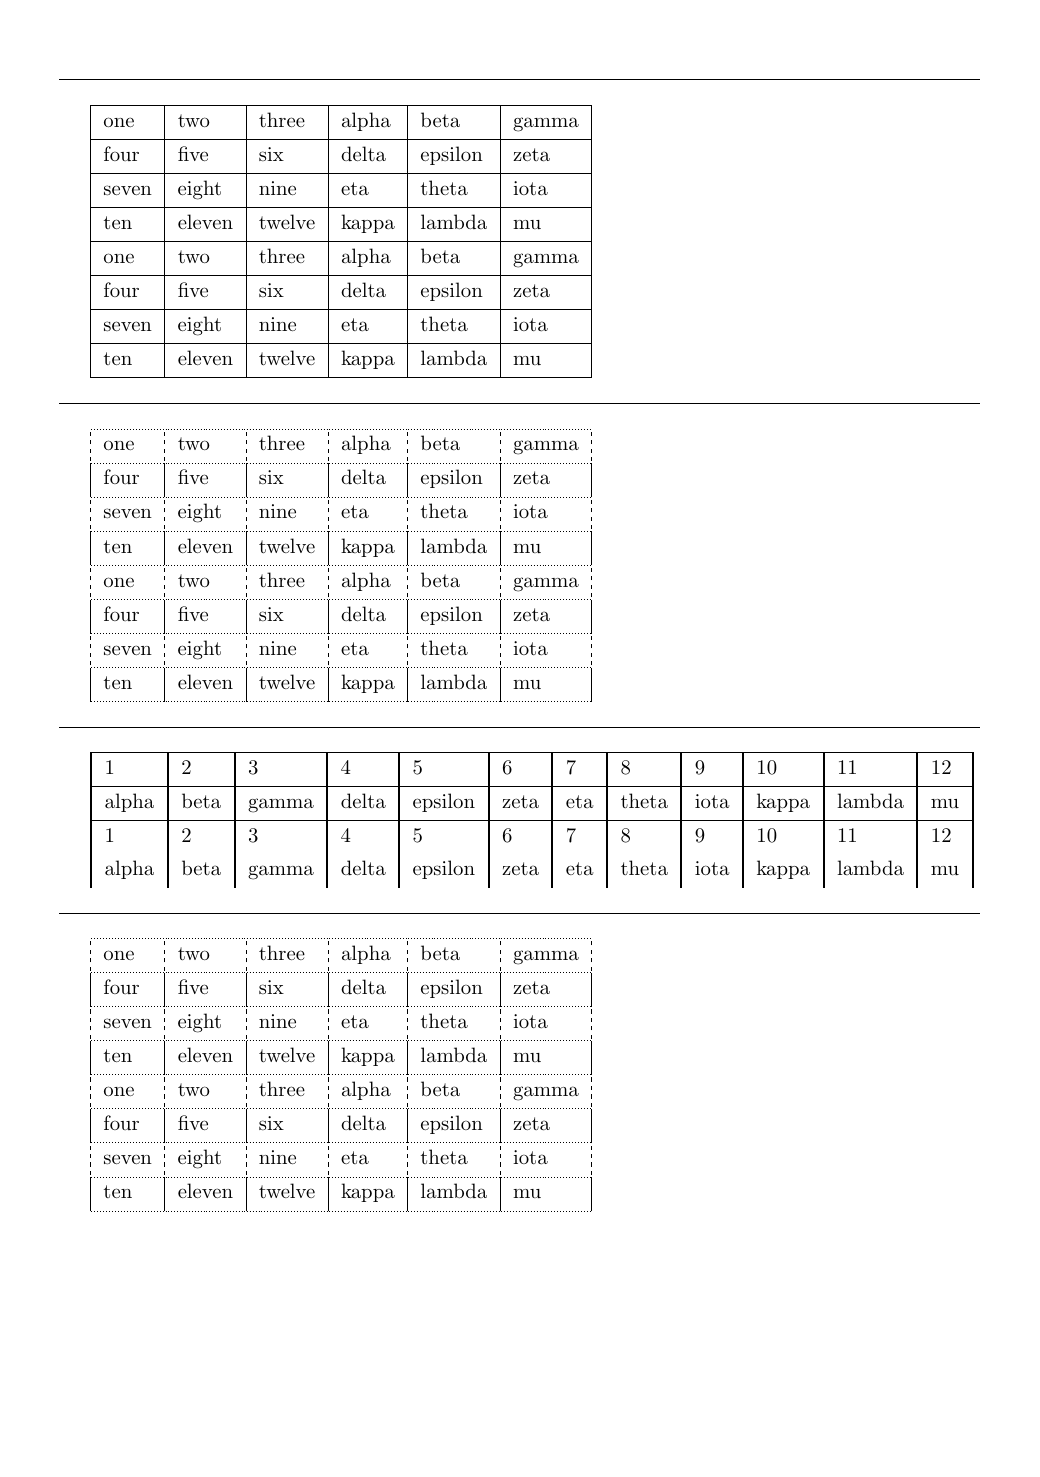 one two three alpha beta gamma
four five six delta epsilon zeta
seven eight nine eta theta iota
ten eleven twelve kappa lambda mu
one two three alpha beta gamma
four five six delta epsilon zeta
seven eight nine eta theta iota
ten eleven twelve kappa lambda mu
one two three alpha beta gamma
four five six delta epsilon zeta
seven eight nine eta theta iota
ten eleven twelve kappa lambda mu
one two three alpha beta gamma
four five six delta epsilon zeta
seven eight nine eta theta iota
ten eleven twelve kappa lambda mu
1 2 3 4 5 6 7 8 9 10 11 12
alpha beta gamma delta epsilon zeta eta theta iota kappa lambda mu
1 2 3 4 5 6 7 8 9 10 11 12
alpha beta gamma delta epsilon zeta eta theta iota kappa lambda mu
one two three alpha beta gamma
four five six delta epsilon zeta
seven eight nine eta theta iota
ten eleven twelve kappa lambda mu
one two three alpha beta gamma
four five six delta epsilon zeta
seven eight nine eta theta iota
ten eleven twelve kappa lambda mu